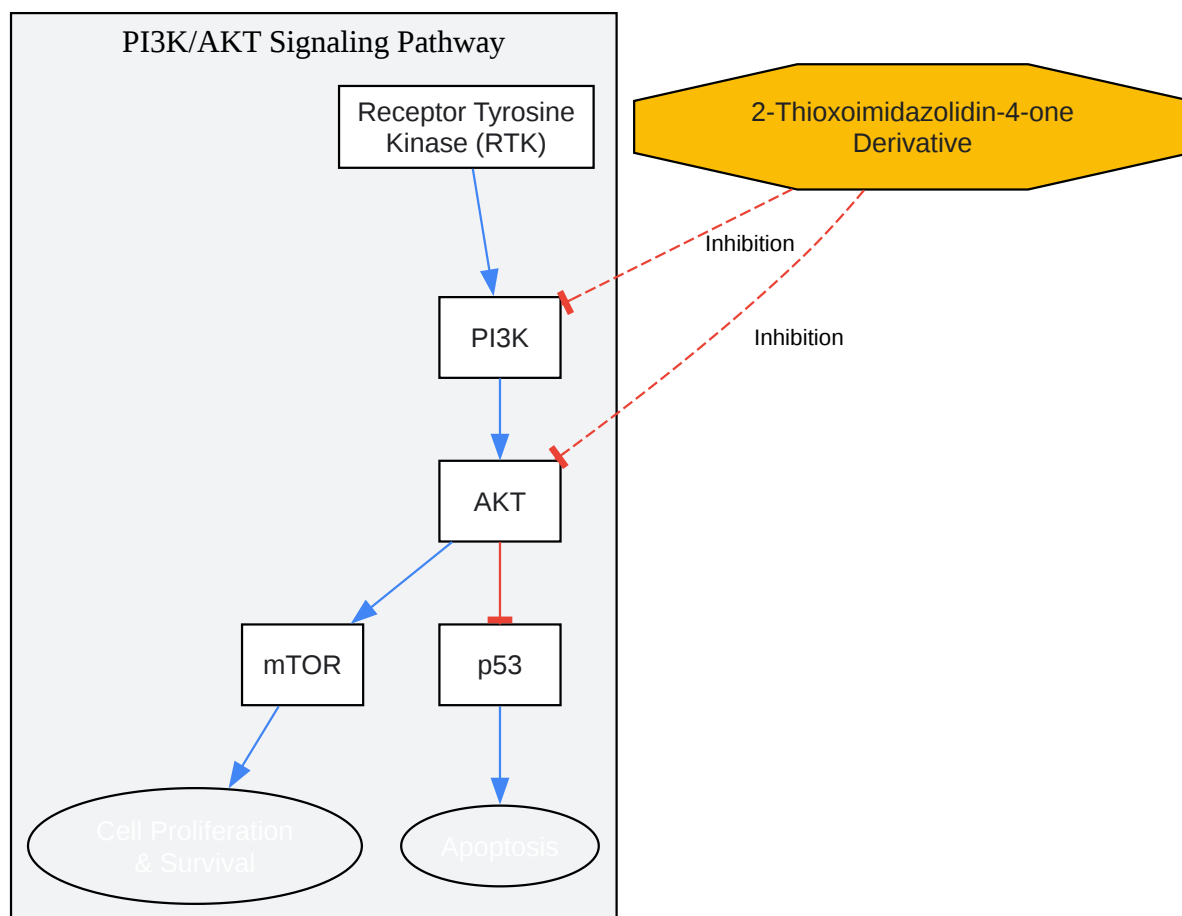 PI3K/AKT Signaling Pathway
Receptor Tyrosine
Kinase (RTK)
2-Thioxoimidazolidin-4-one
Derivative
Inhibition
PI3K
Inhibition
AKT
mTOR
p53
Cell Proliferation
& Survival
Apoptosis